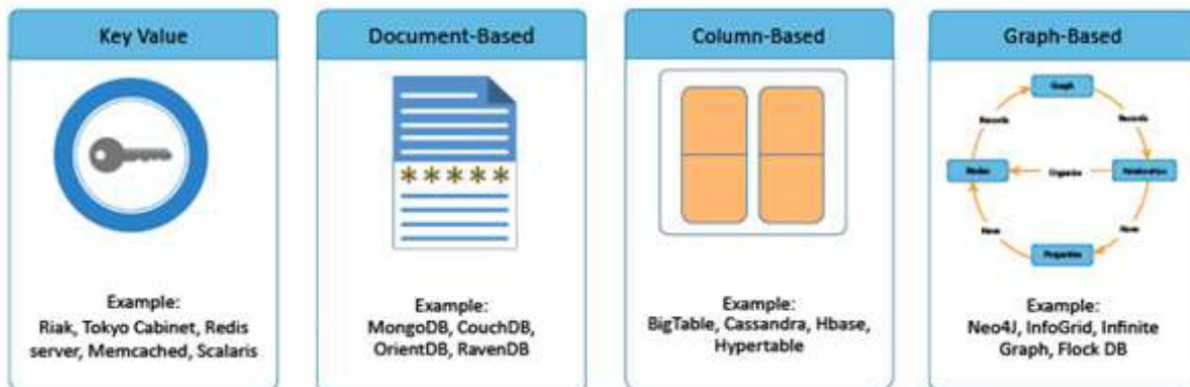 Key Value
Example:
Riak, Tokyo Cabinet, Redis
server, Memcached, Scalaris
Document-Based
Example:
MongoDB, CouchDB,
OrientDB, RavenDB
Column-Based
Example:
BigTable, Cassandra, Hbase,
Hypertable
Graph-Based
Graph
Records
Records
Nodes
Organize
Relationships
Have
Have
Properties
Example:
Neo4J, InfoGrid, Infinite
Graph, Flock DB